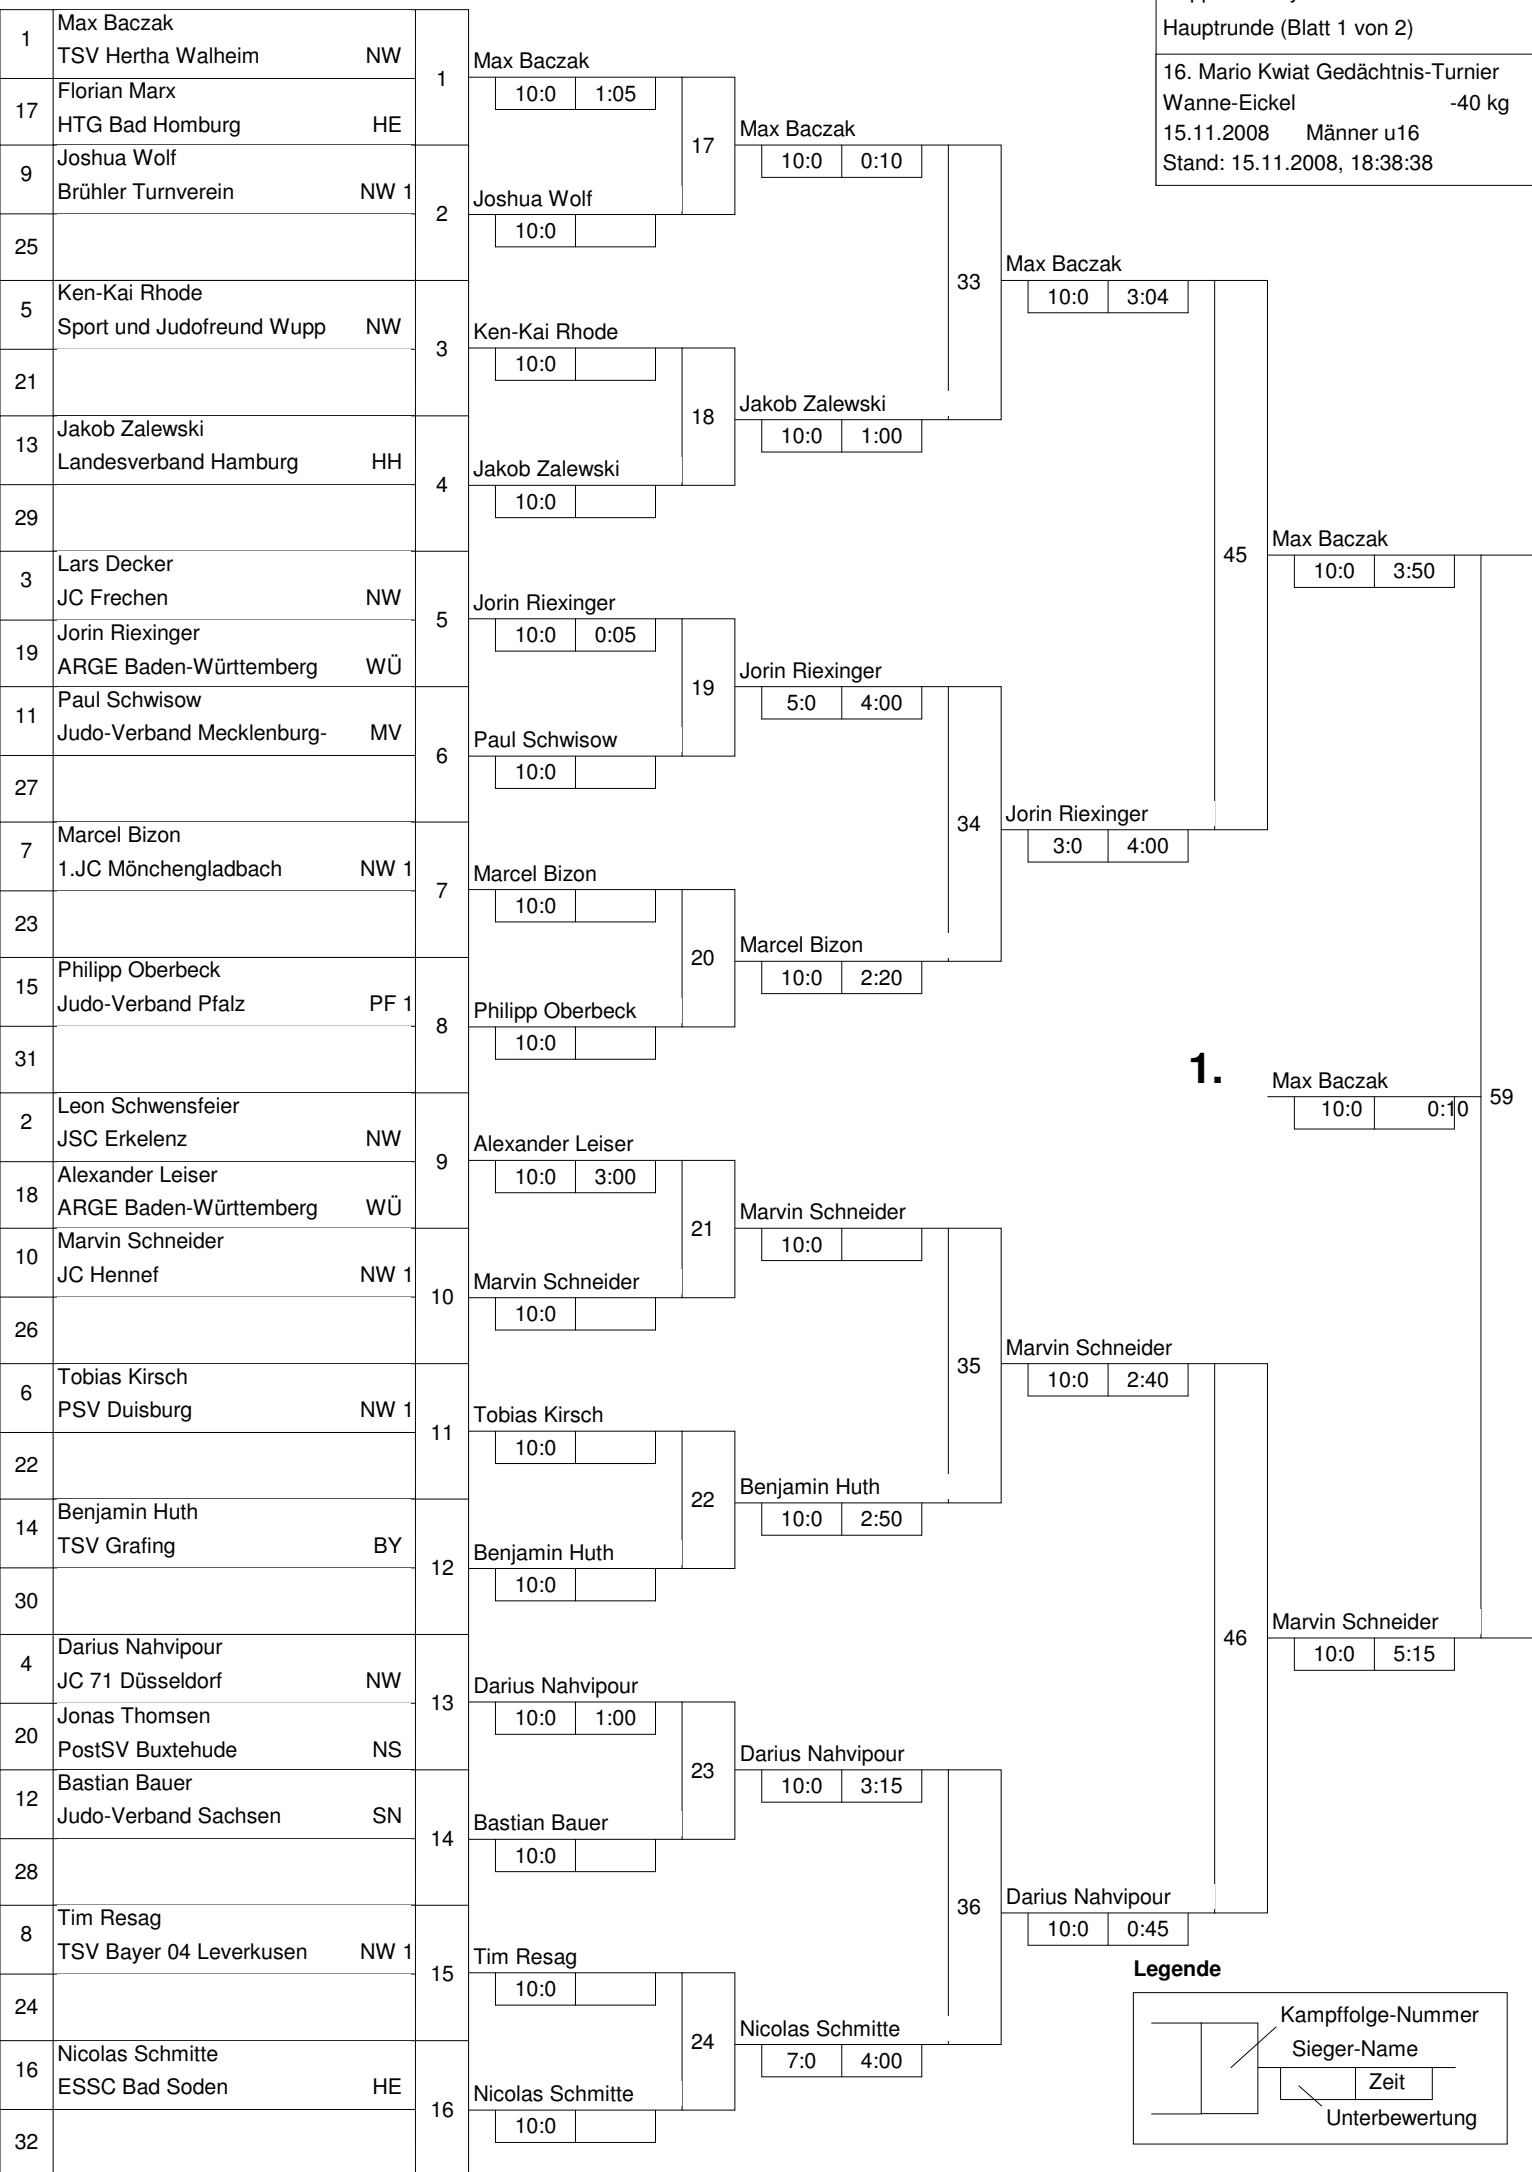 Hauptrunde (Blatt 1 von 2)
16. Mario Kwiat Gedächtnis-Turnier
Wanne-Eickel -40 kg
15.11.2008 Männer u16
Stand: 15.11.2008, 18:38:38
1 Max Baczak
TSV Hertha Walheim NW
17 Florian Marx
HTG Bad Homburg HE
9 Joshua Wolf
Brühler Turnverein NW 1
25
5 Ken-Kai Rhode
Sport und Judofreund Wupp NW
21
13 Jakob Zalewski
Landesverband Hamburg HH
29
3 Lars Decker
JC Frechen NW
19 Jorin Riexinger
ARGE Baden-Württemberg WÜ
11 Paul Schwisow
Judo-Verband Mecklenburg- MV
27
7 Marcel Bizon
1.JC Mönchengladbach NW 1
23
15 Philipp Oberbeck
Judo-Verband Pfalz PF 1
31
2 Leon Schwensfeier
JSC Erkelenz NW
18 Alexander Leiser
ARGE Baden-Württemberg WÜ
10 Marvin Schneider
JC Hennef NW 1
26
6 Tobias Kirsch
PSV Duisburg NW 1
22
14 Benjamin Huth
TSV Grafing BY
30
4 Darius Nahvipour
JC 71 Düsseldorf NW
20 Jonas Thomsen
PostSV Buxtehude NS
12 Bastian Bauer
Judo-Verband Sachsen SN
28
8 Tim Resag
TSV Bayer 04 Leverkusen NW 1
24
16 Nicolas Schmitte
ESSC Bad Soden HE
32
1 Max Baczak
10:0 1:05
2 Joshua Wolf
10:0
3 Ken-Kai Rhode
10:0
4 Jakob Zalewski
10:0
5 Jorin Riexinger
10:0 0:05
6 Paul Schwisow
10:0
7 Marcel Bizon
10:0
8 Philipp Oberbeck
10:0
9 Alexander Leiser
10:0 3:00
10 Marvin Schneider
10:0
11 Tobias Kirsch
10:0
12 Benjamin Huth
10:0
13 Darius Nahvipour
10:0 1:00
14 Bastian Bauer
10:0
15 Tim Resag
10:0
16 Nicolas Schmitte
10:0
17 Max Baczak
10:0 0:10
18 Jakob Zalewski
10:0 1:00
19 Jorin Riexinger
5:0 4:00
20 Marcel Bizon
10:0 2:20
21 Marvin Schneider
10:0
22 Benjamin Huth
10:0 2:50
23 Darius Nahvipour
10:0 3:15
24 Nicolas Schmitte
7:0 4:00
33 Max Baczak
10:0 3:04
34 Jorin Riexinger
3:0 4:00
35 Marvin Schneider
10:0 2:40
36 Darius Nahvipour
10:0 0:45
45 Max Baczak
10:0 3:50
46 Marvin Schneider
10:0 5:15
1. Max Baczak 59
10:0 0:10
Legende
Kampffolge-Nummer
Sieger-Name
Zeit
Unterbewertung